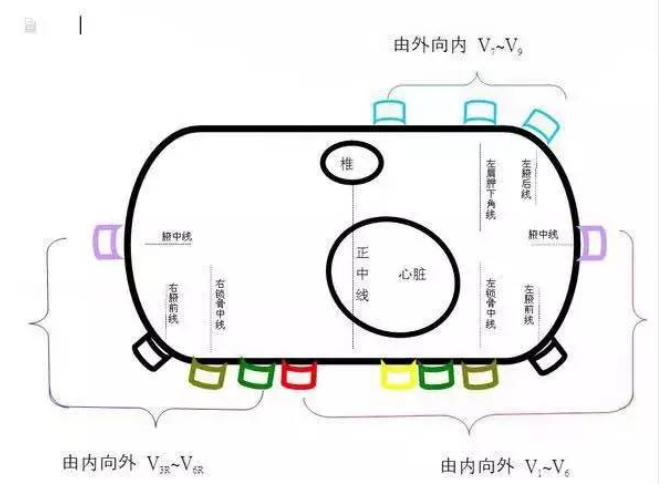 由外向内 V₇~V₉
椎
左肩胛下角线
左腋后线
腋中线
腋中线
正中线
心脏
右腋前线
右锁骨中线
左锁骨中线
左腋前线
由内向外 V₃ᵣ~V₆ᵣ
由内向外 V₁~V₆